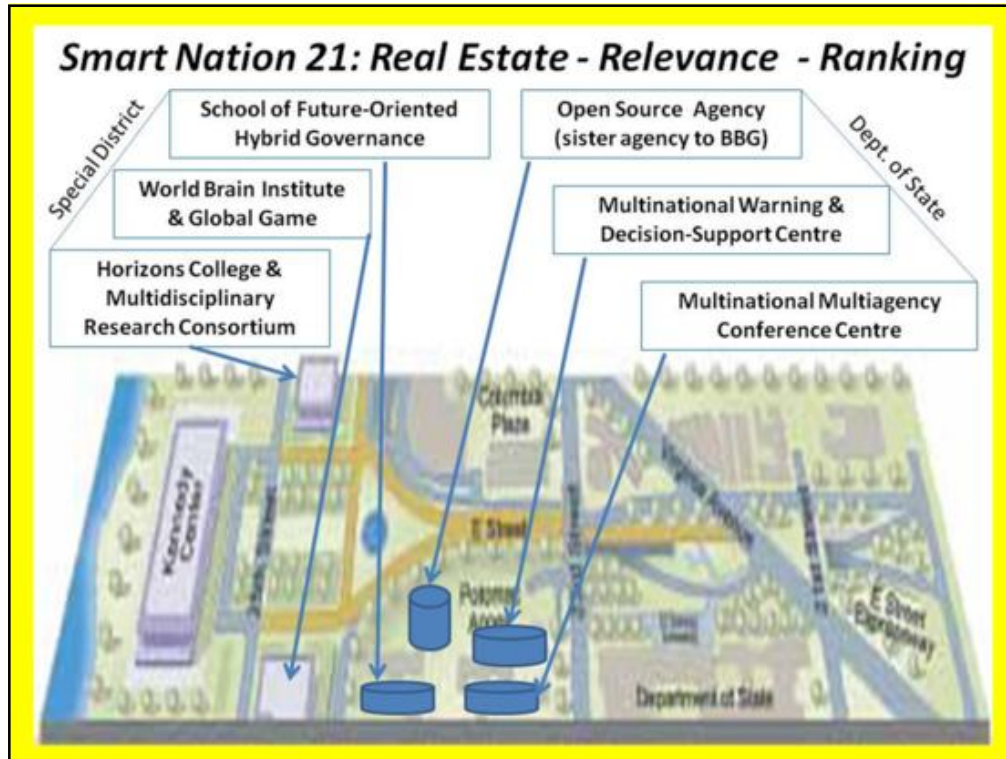 Smart Nation 21: Real Estate - Relevance - Ranking
Special District
School of Future-Oriented
Hybrid Governance
World Brain Institute
& Global Game
Horizons College &
Multidisciplinary
Research Consortium
Open Source Agency
(sister agency to BBG)
Multinational Warning &
Decision-Support Centre
Multinational Multiagency
Conference Centre
Dept. of State
Columbia
Plaza
Kennedy
Center
E Street
Virginia Avenue
Potomac
E Street
Expressway
Department of State